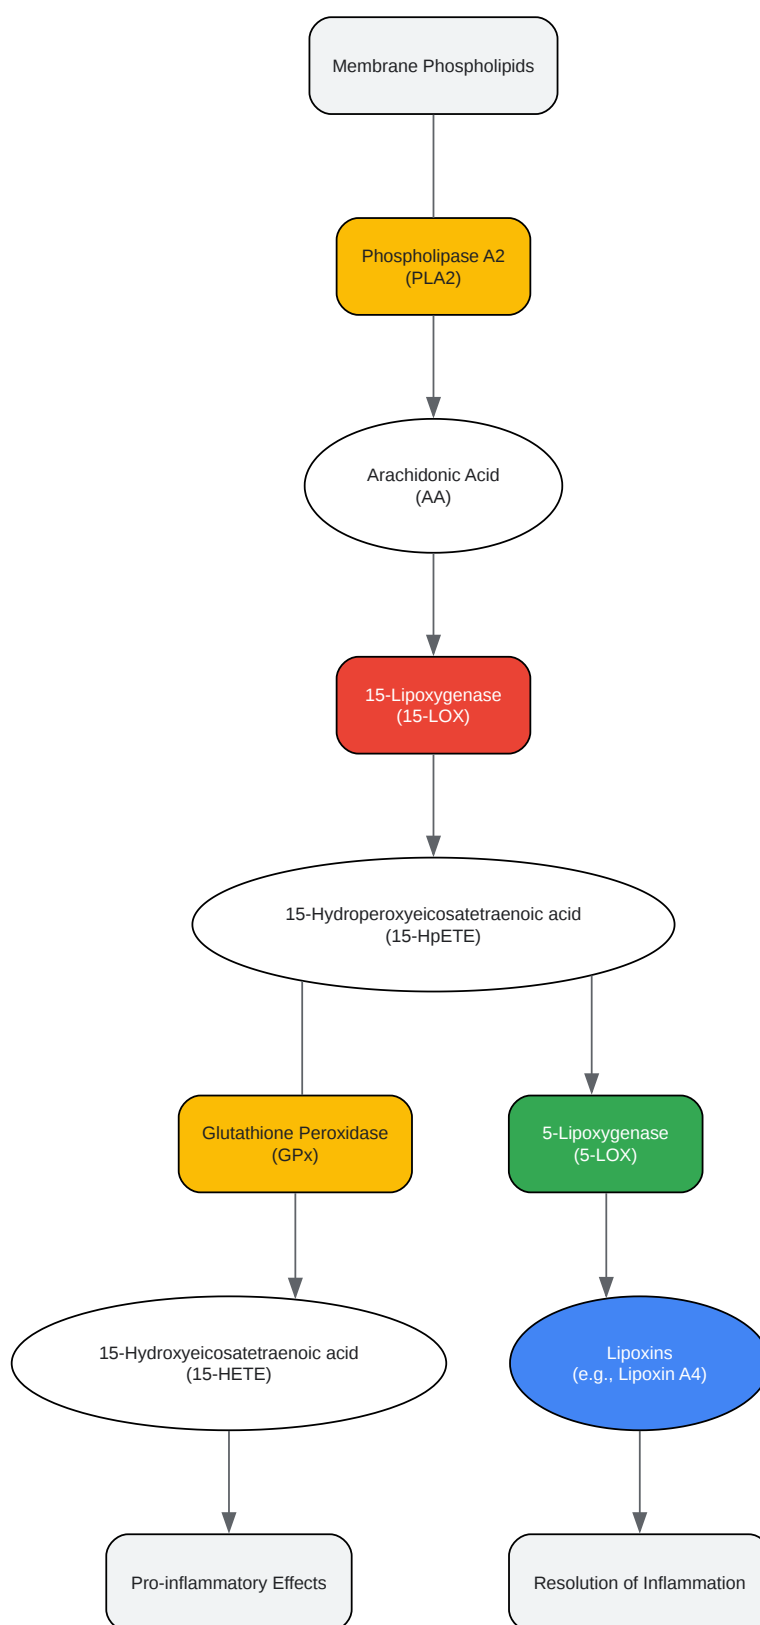 Membrane Phospholipids
Phospholipase A2
(PLA2)
Arachidonic Acid
(AA)
15-Lipoxygenase
(15-LOX)
15-Hydroperoxyeicosatetraenoic acid
(15-HpETE)
Glutathione Peroxidase
(GPx)
5-Lipoxygenase
(5-LOX)
15-Hydroxyeicosatetraenoic acid
(15-HETE)
Lipoxins
(e.g., Lipoxin A4)
Pro-inflammatory Effects
Resolution of Inflammation